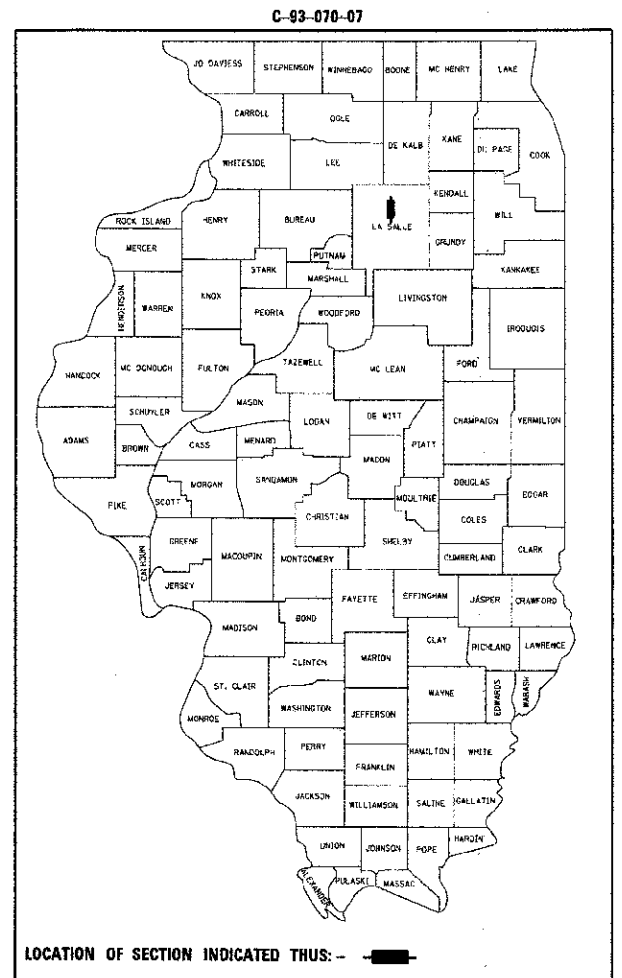 C-93-070-07
JO DAVIESS STEPHENSON WINNEBAGO BOONE MC HENRY LAKE
CARROLL OGLE DE KALB KANE DU PAGE COOK
WHITESIDE LEE
KENDALL WILL
ROCK ISLAND HENRY BUREAU LA SALLE GRUNDY
MERCER PUTNAM
STARK MARSHALL KANKAKEE
HENDERSON WARREN KNOX PEORIA WOODFORD LIVINGSTON IROQUOIS
HANCOCK MC DONOUGH FULTON TAZEWELL MC LEAN FORD
MASON
SCHUYLER LOGAN DE WITT CHAMPAIGN VERMILION
ADAMS BROWN CASS MENARD MACON PIATT
MORGAN SANGAMON DOUGLAS EDGAR
PIKE SCOTT CHRISTIAN MOULTRIE
COLES
GREENE MACOUPIN MONTGOMERY SHELBY CUMBERLAND CLARK
CALHOUN JERSEY
FAYETTE EFFINGHAM JASPER CRAWFORD
MADISON BOND
CLAY RICHLAND LAWRENCE
CLINTON MARION
ST. CLAIR WAYNE EDWARDS WABASH
MONROE WASHINGTON JEFFERSON
RANDOLPH PERRY HAMILTON WHITE
FRANKLIN
JACKSON WILLIAMSON SALINE GALLATIN
HARDIN
UNION JOHNSON POPE
ALEXANDER PULASKI MASSAC
LOCATION OF SECTION INDICATED THUS: -